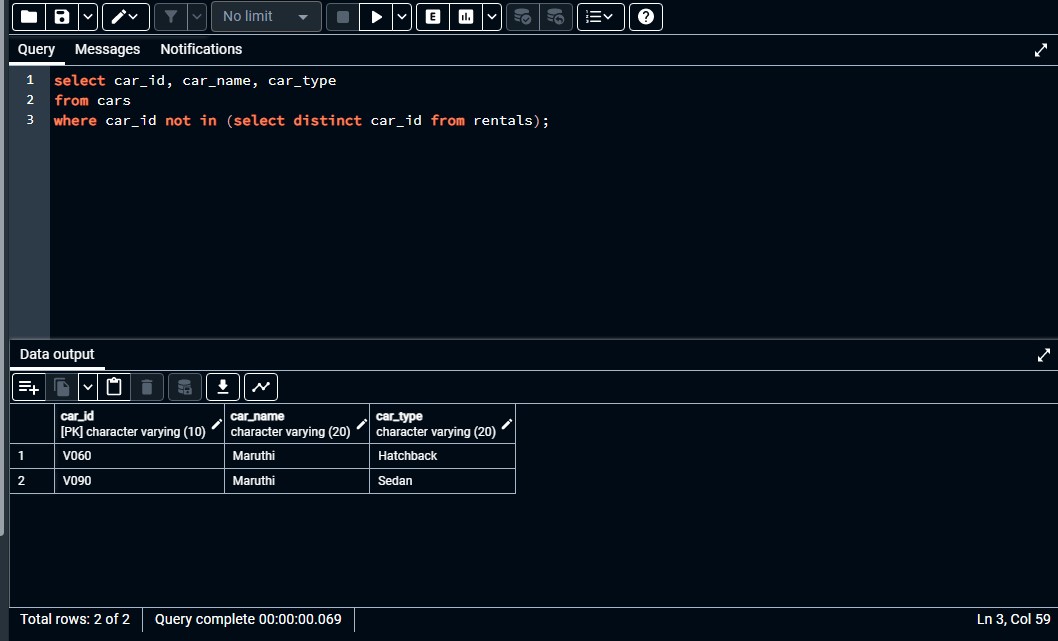 No limit
E
Query Messages Notifications
1 select car_id, car_name, car_type
2 from cars
3 where car_id not in (select distinct car_id from rentals);
Data output
car_id car_name car_type
[PK] character varying (10) character varying (20) character varying (20)
1 V060 Maruthi Hatchback
2 V090 Maruthi Sedan
Total rows: 2 of 2 Query complete 00:00:00.069 Ln 3, Col 59